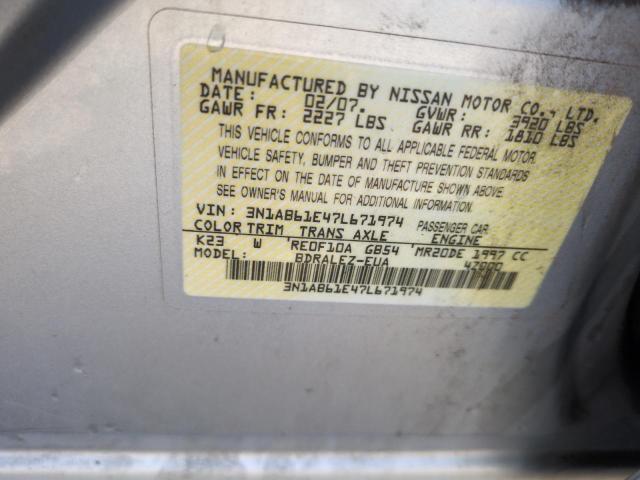 MANUFACTURED BY NISSAN MOTOR CO., LTD.
DATE: 02/07. GVWR: 3920 LBS
GAWR FR: 2227 LBS GAWR RR: 1810 LBS
THIS VEHICLE CONFORMS TO ALL APPLICABLE FEDERAL MOTOR
VEHICLE SAFETY, BUMPER AND THEFT PREVENTION STANDARDS
IN EFFECT ON THE DATE OF MANUFACTURE SHOWN ABOVE.
SEE OWNER'S MANUAL FOR ADDITIONAL INFORMATION.
VIN: 3N1AB61E47L671974 PASSENGER CAR
COLOR TRIM TRANS AXLE ENGINE
K23 W RE0F10A GB54 MR20DE 1997 CC
MODEL: BDRALEZ-EUA 4Z000
3N1AB61E47L671974